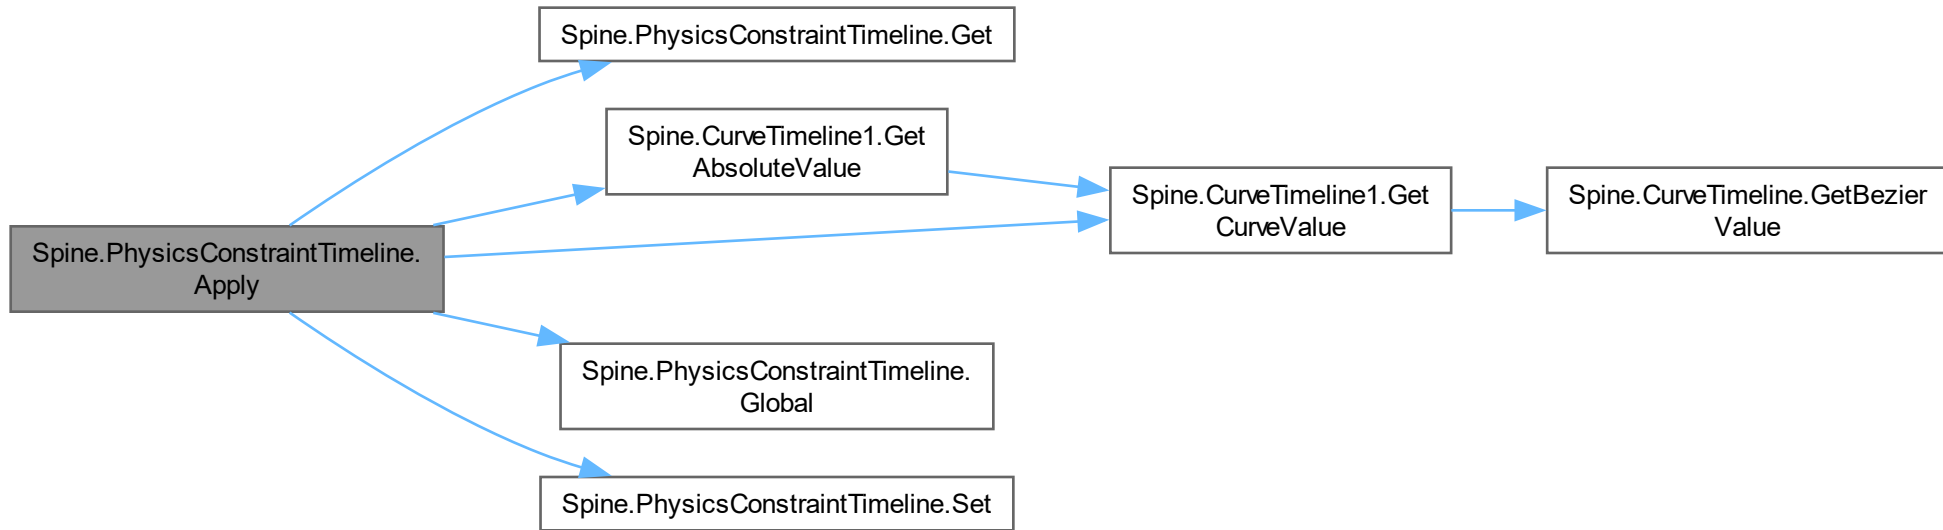 Spine.PhysicsConstraintTimeline.Get
Spine.CurveTimeline1.Get
AbsoluteValue
Spine.CurveTimeline1.Get
CurveValue
Spine.CurveTimeline.GetBezier
Value
Spine.PhysicsConstraintTimeline.
Apply
Spine.PhysicsConstraintTimeline.
Global
Spine.PhysicsConstraintTimeline.Set